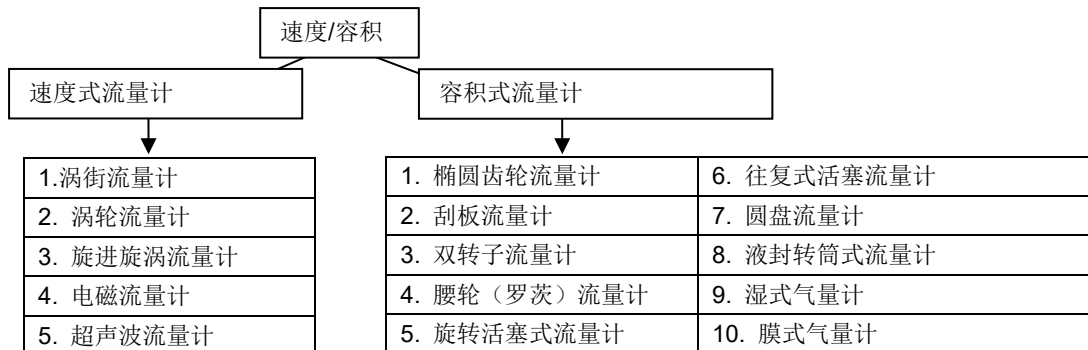 速度/容积
速度式流量计
容积式流量计
1.涡街流量计
2. 涡轮流量计
3. 旋进旋涡流量计
4. 电磁流量计
5. 超声波流量计
1. 椭圆齿轮流量计
2. 刮板流量计
3. 双转子流量计
4. 腰轮（罗茨）流量计
5. 旋转活塞式流量计
6. 往复式活塞流量计
7. 圆盘流量计
8. 液封转筒式流量计
9. 湿式气量计
10. 膜式气量计